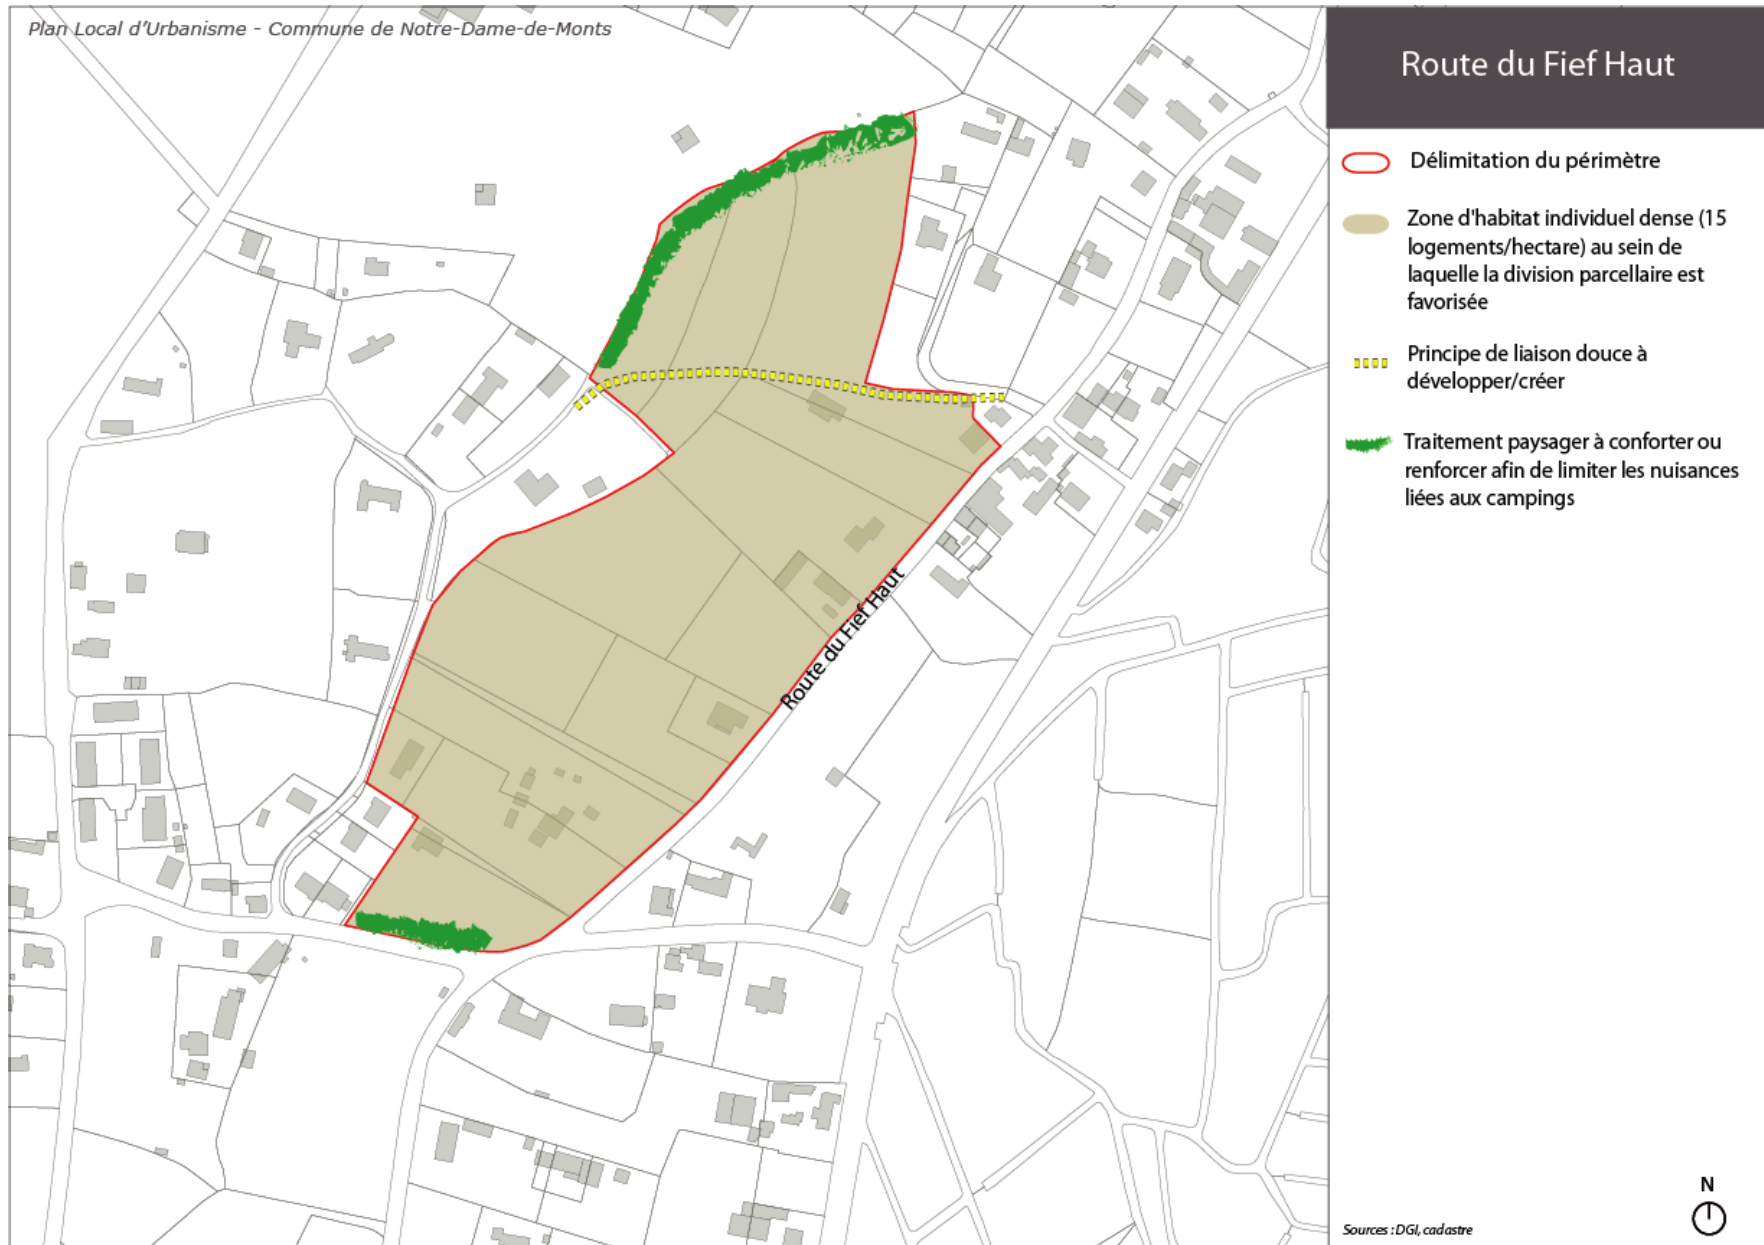 Plan Local d'Urbanisme - Commune de Notre-Dame-de-Monts
Route du Fief Haut
Délimitation du périmètre
Zone d'habitat individuel dense (15
logements/hectare) au sein de
laquelle la division parcellaire est
favorisée
Principe de liaison douce à
développer/créer
Traitement paysager à conforter ou
renforcer afin de limiter les nuisances
liées aux campings
Route du Fief Haut
N
Sources : DGI, cadastre